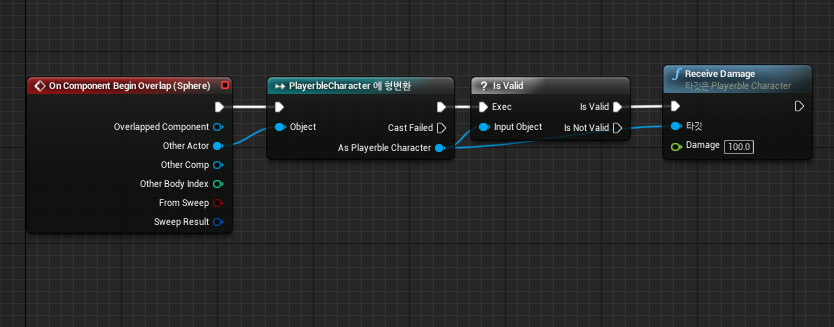 On Component Begin Overlap (Sphere)
Overlapped Component
Other Actor
Other Comp
Other Body Index
From Sweep
Sweep Result
PlayerbleCharacter 에 형변환
Object
Cast Failed
As Playerble Character
Is Valid
Exec
Is Valid
Input Object
Is Not Valid
Receive Damage
타깃은 Playerble Character
타깃
Damage 100.0